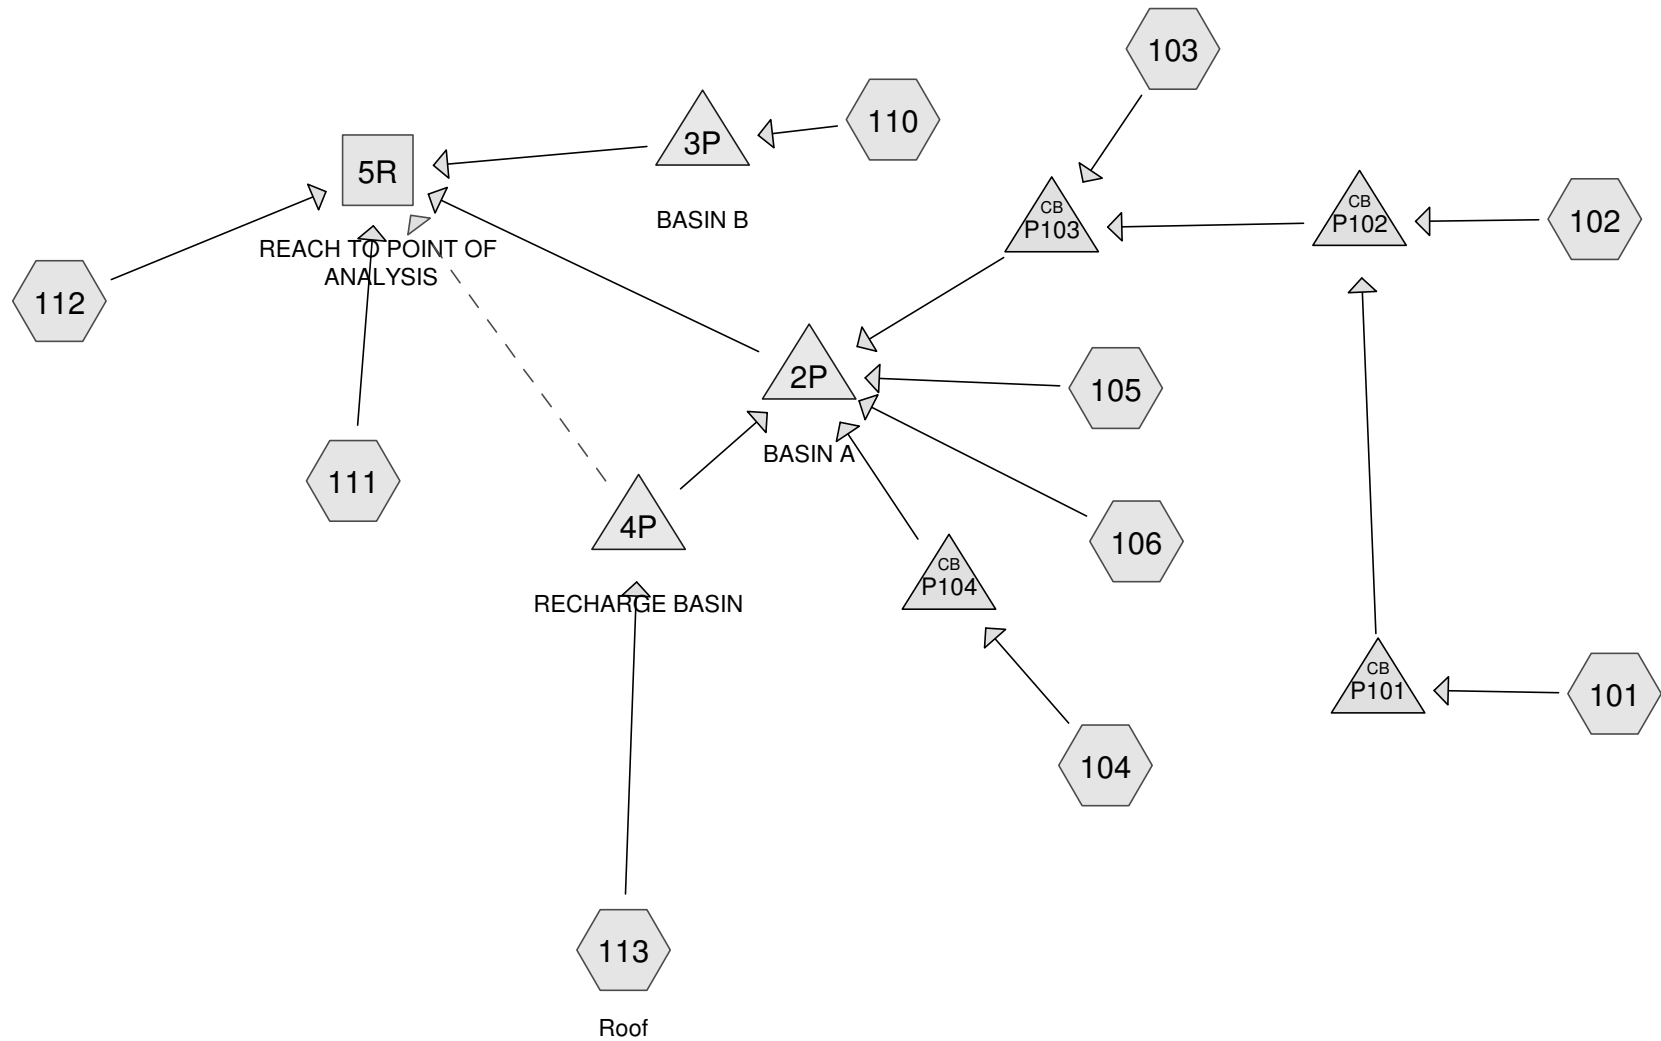 103
110
3P
5R
CB
P103
CB
P102
102
BASIN B
REACH TO POINT OF
ANALYSIS
112
2P
105
BASIN A
111
4P
106
CB
P104
RECHARGE BASIN
CB
P101
101
104
113
Roof